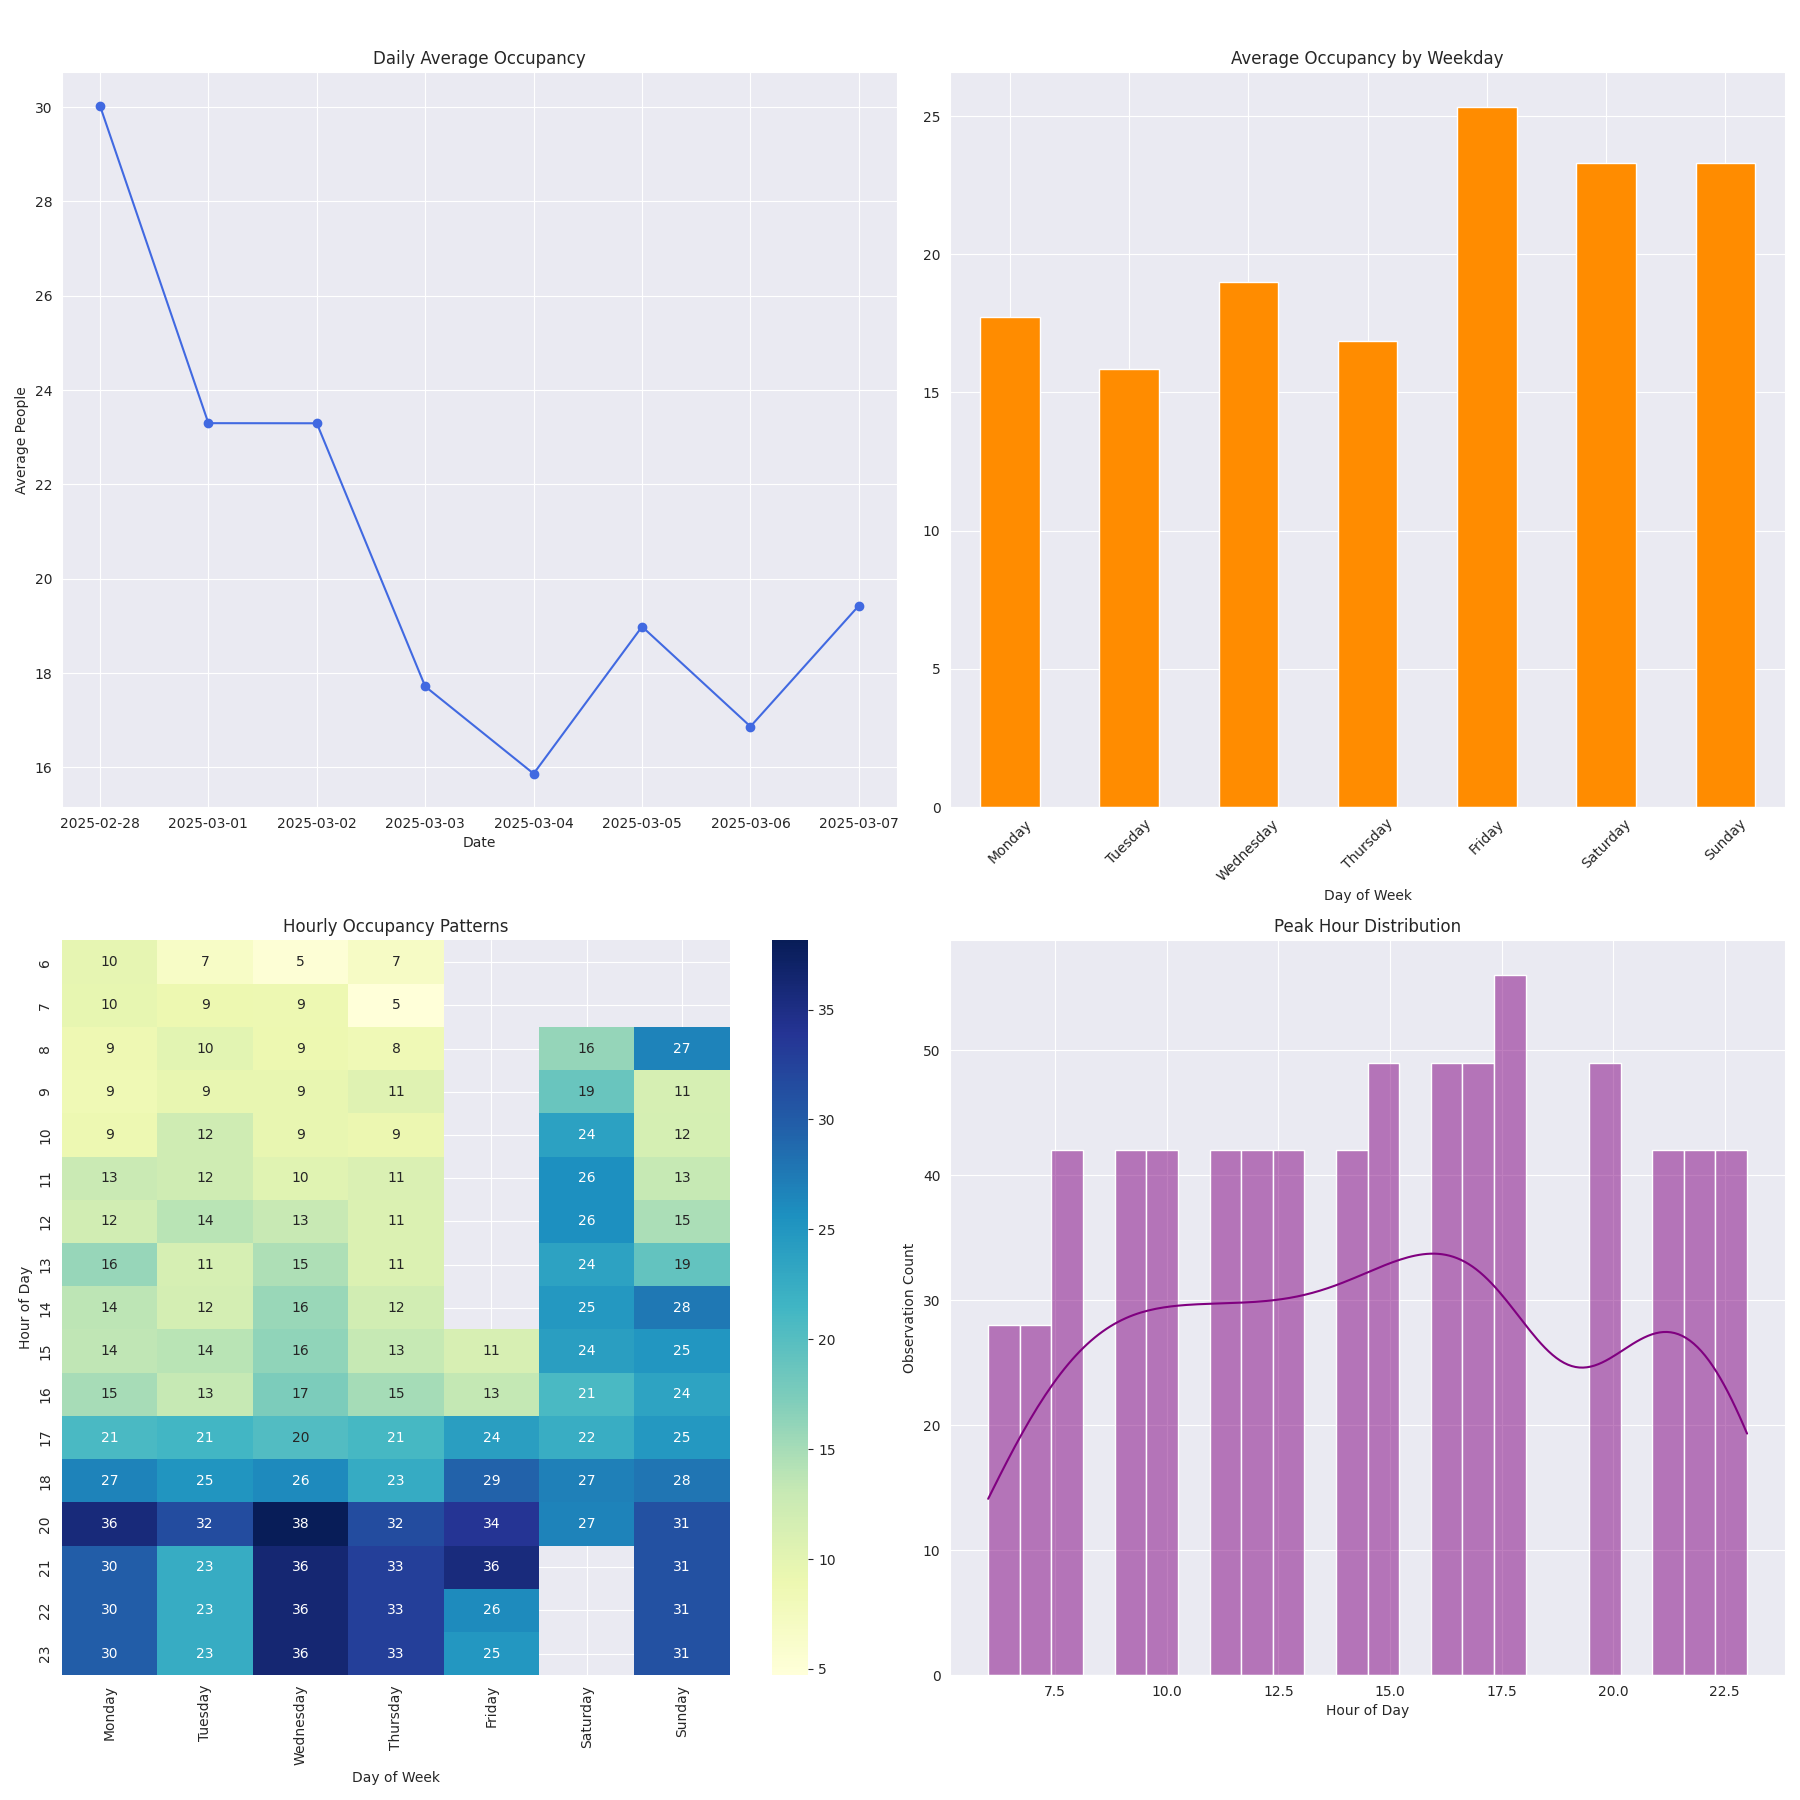 Daily Average Occupancy
30
28
26
24
22
20
18
16
Average People
2025-02-28 2025-03-01 2025-03-02 2025-03-03 2025-03-04 2025-03-05 2025-03-06 2025-03-07
Date
Average Occupancy by Weekday
25
20
15
10
5
0
Monday Tuesday Wednesday Thursday Friday Saturday Sunday
Day of Week
Hourly Occupancy Patterns
6 10 7 5 7
7 10 9 9 5
8 9 10 9 8 16 27
9 9 9 9 11 19 11
10 9 12 9 9 24 12
11 13 12 10 11 26 13
12 12 14 13 11 26 15
13 16 11 15 11 24 19
14 14 12 16 12 25 28
15 14 14 16 13 11 24 25
16 15 13 17 15 13 21 24
17 21 21 20 21 24 22 25
18 27 25 26 23 29 27 28
20 36 32 38 32 34 27 31
21 30 23 36 33 36 31
22 30 23 36 33 26 31
23 30 23 36 33 25 31
Hour of Day
Monday Tuesday Wednesday Thursday Friday Saturday Sunday
Day of Week
35
30
25
20
15
10
5
Peak Hour Distribution
50
40
30
20
10
0
Observation Count
7.5 10.0 12.5 15.0 17.5 20.0 22.5
Hour of Day